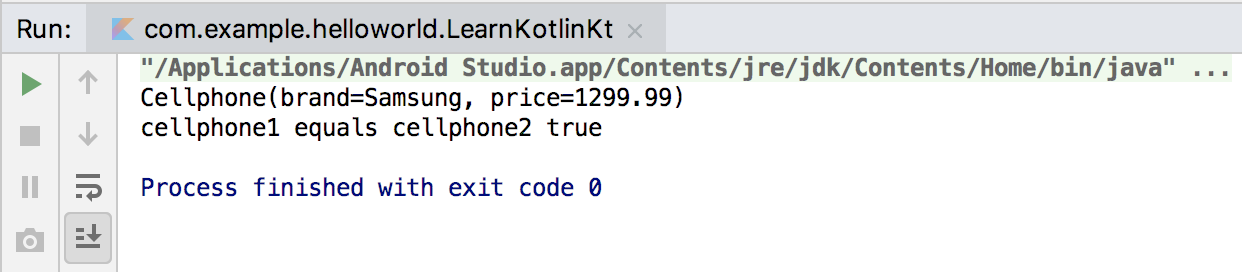 Run: com.example.helloworld.LearnKotlinKt
"/Applications/Android Studio.app/Contents/jre/jdk/Contents/Home/bin/java" ...
Cellphone(brand=Samsung, price=1299.99)
cellphone1 equals cellphone2 true
Process finished with exit code 0